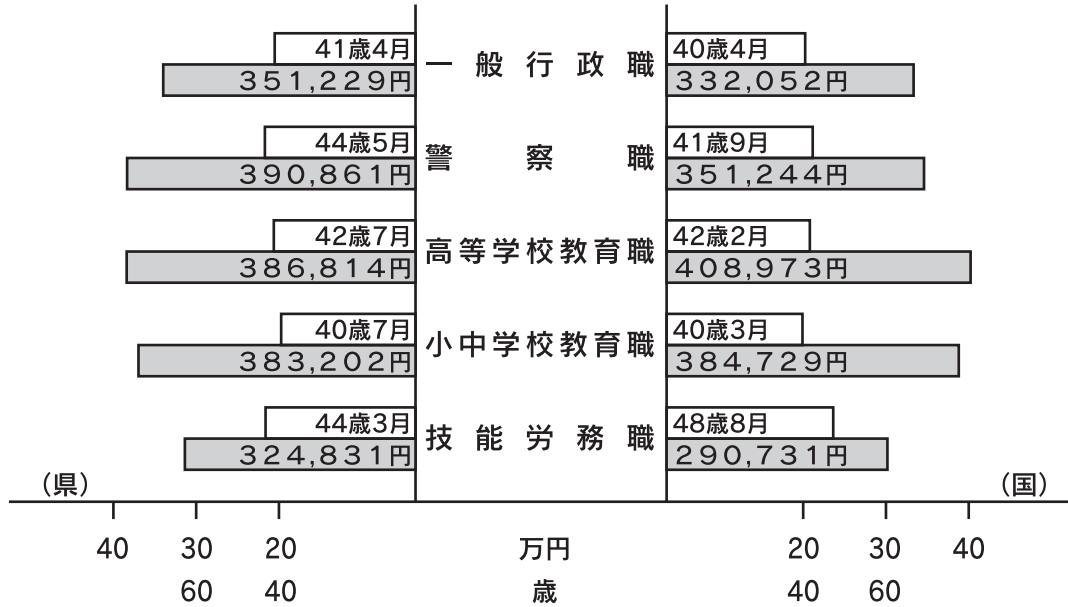 41歳4月 一般行政職 40歳4月
351,229円 332,052円
44歳5月 警察職 41歳9月
390,861円 351,244円
42歳7月 高等学校教育職 42歳2月
386,814円 408,973円
40歳7月 小中学校教育職 40歳3月
383,202円 384,729円
44歳3月 技能労務職 48歳8月
324,831円 290,731円
（県） （国）
40 30 20 万円 20 30 40
60 40 歳 40 60